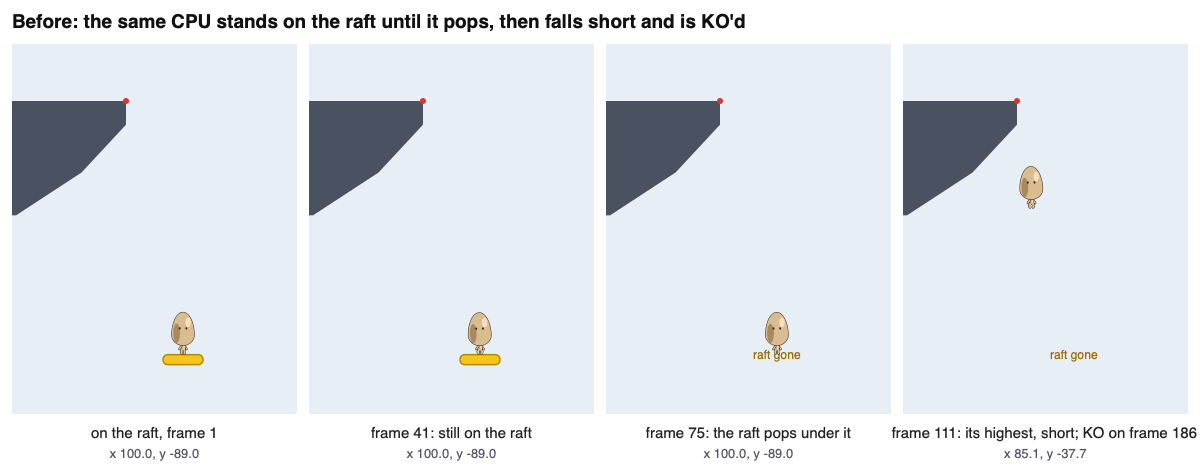 Before: the same CPU stands on the raft until it pops, then falls short and is KO'd
raft gone
raft gone
on the raft, frame 1
x 100.0, y -89.0
frame 41: still on the raft
x 100.0, y -89.0
frame 75: the raft pops under it
x 100.0, y -89.0
frame 111: its highest, short; KO on frame 186
x 85.1, y -37.7